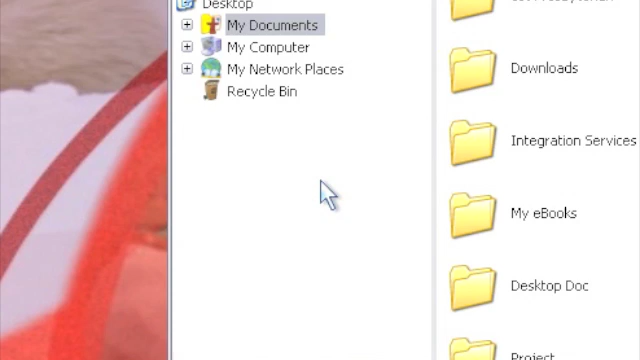 Desktop
My Documents
My Computer
My Network Places
Recycle Bin
Downloads
Integration Services
My eBooks
Desktop Doc
Project